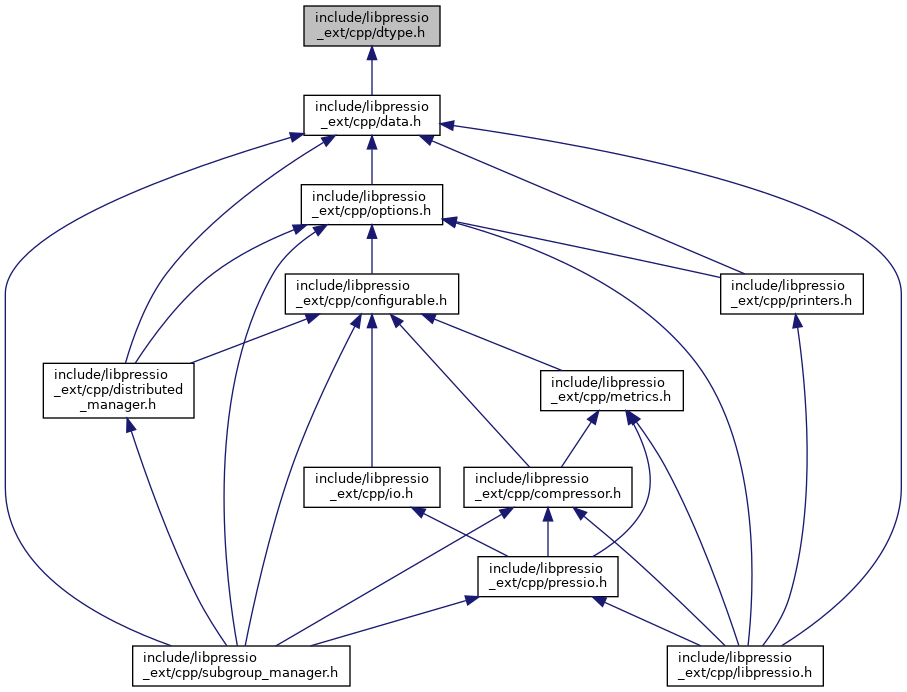 include/libpressio
_ext/cpp/dtype.h
include/libpressio
_ext/cpp/data.h
include/libpressio
_ext/cpp/options.h
include/libpressio
_ext/cpp/configurable.h
include/libpressio
_ext/cpp/printers.h
include/libpressio
_ext/cpp/distributed
_manager.h
include/libpressio
_ext/cpp/metrics.h
include/libpressio
_ext/cpp/io.h
include/libpressio
_ext/cpp/compressor.h
include/libpressio
_ext/cpp/pressio.h
include/libpressio
_ext/cpp/subgroup_manager.h
include/libpressio
_ext/cpp/libpressio.h